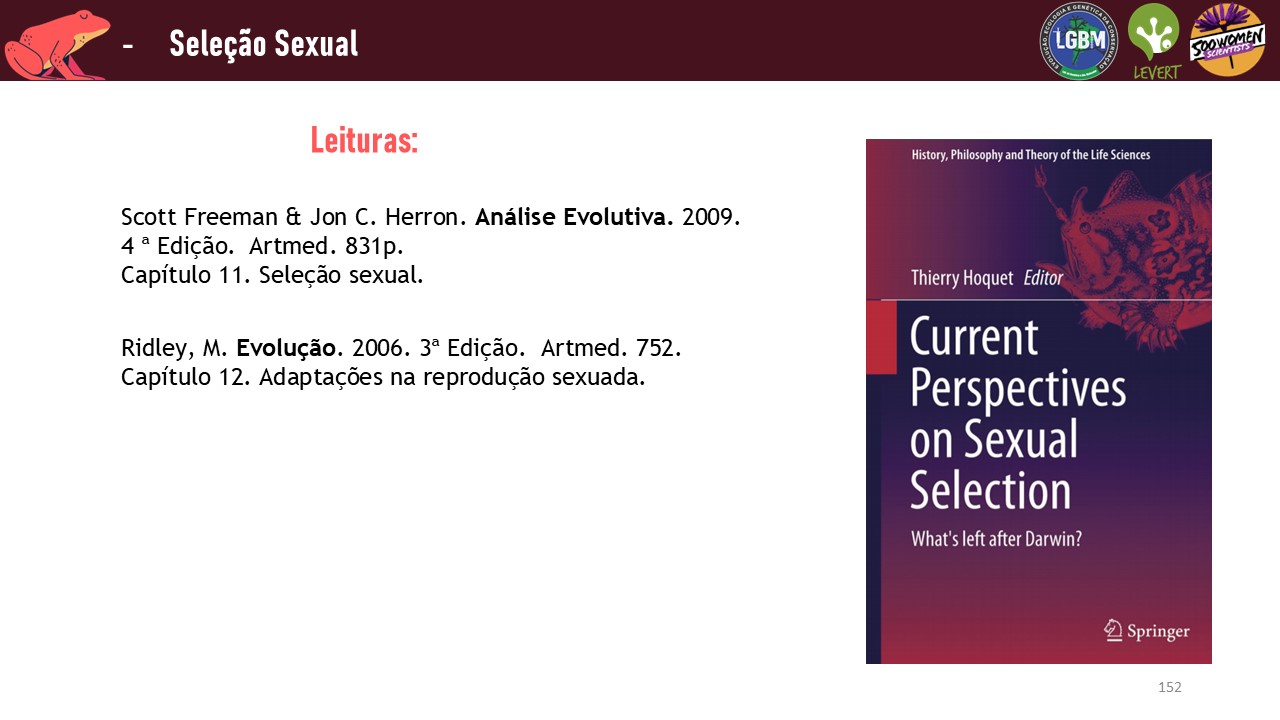 - Seleção Sexual
LGBM
LEVERT
500 WOMEN
SCIENTISTS
Leituras:
Scott Freeman & Jon C. Herron. Análise Evolutiva. 2009.
4 ª Edição.  Artmed. 831p.
Capítulo 11. Seleção sexual.
Ridley, M. Evolução. 2006. 3ª Edição.  Artmed. 752.
Capítulo 12. Adaptações na reprodução sexuada.
History, Philosophy and Theory of the Life Sciences
Thierry Hoquet Editor
Current
Perspectives
on Sexual
Selection
What's left after Darwin?
Springer
152